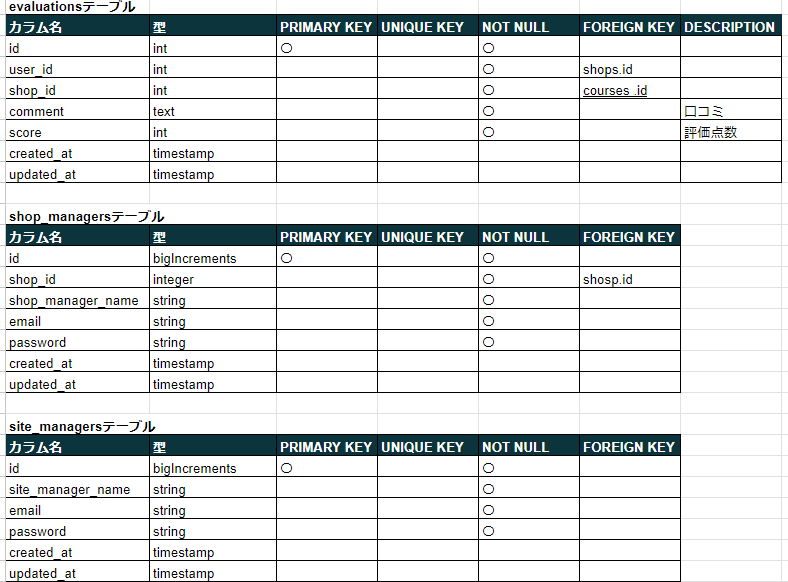 evaluationsテーブル
カラム名 型 PRIMARY KEY UNIQUE KEY NOT NULL FOREIGN KEY DESCRIPTION
id int 〇 〇
user_id int 〇 shops.id
shop_id int 〇 courses .id
comment text 〇 口コミ
score int 〇 評価点数
created_at timestamp
updated_at timestamp
shop_managersテーブル
カラム名 型 PRIMARY KEY UNIQUE KEY NOT NULL FOREIGN KEY
id bigIncrements 〇 〇
shop_id integer 〇 shosp.id
shop_manager_name string 〇
email string 〇
password string 〇
created_at timestamp
updated_at timestamp
site_managersテーブル
カラム名 型 PRIMARY KEY UNIQUE KEY NOT NULL FOREIGN KEY
id bigIncrements 〇 〇
site_manager_name string 〇
email string 〇
password string 〇
created_at timestamp
updated_at timestamp